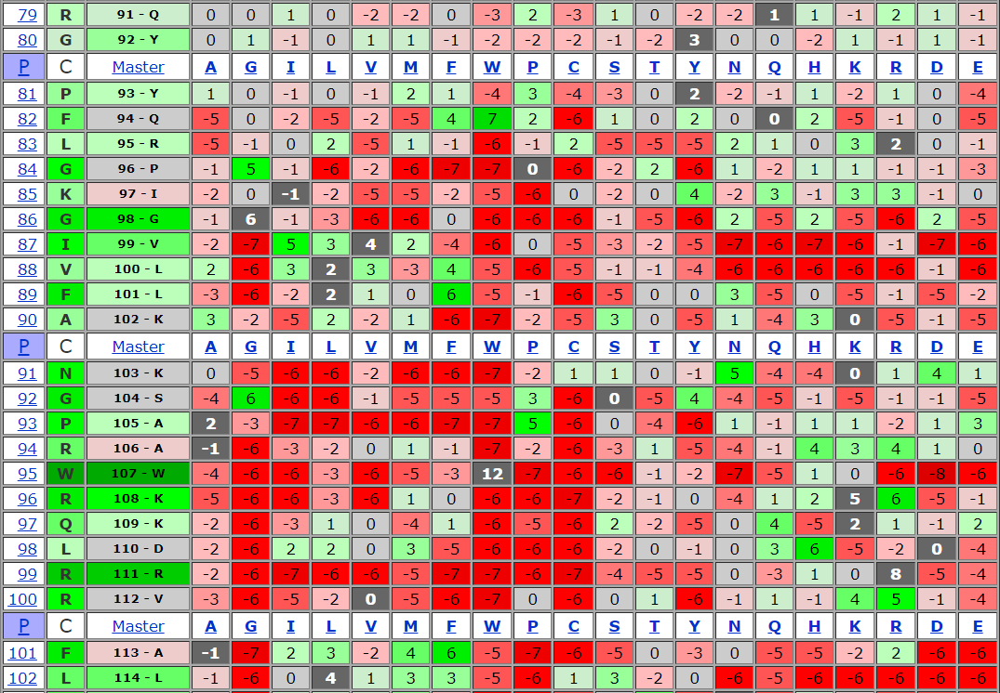 79 R 91 - Q 0 0 1 0 -2 -2 0 -3 2 -3 1 0 -2 -2 1 1 -1 2 1 -1
80 G 92 - Y 0 1 -1 0 1 1 -1 -2 -2 -2 -1 -2 3 0 0 -2 1 -1 1 -1
P C Master A G I L V M F W P C S T Y N Q H K R D E
81 P 93 - Y 1 0 -1 0 -1 2 1 -4 3 -4 -3 0 2 -2 -1 1 -2 1 0 -4
82 F 94 - Q -5 0 -2 -5 -2 -5 4 7 2 -6 1 0 2 0 0 2 -5 -1 0 -5
83 L 95 - R -5 -1 0 2 -5 1 -1 -6 -1 2 -5 -5 -5 2 1 0 3 2 0 -1
84 G 96 - P -1 5 -1 -6 -2 -6 -7 -7 0 -6 -2 2 -6 1 -2 1 1 -1 -1 -3
85 K 97 - I -2 0 -1 -2 -5 -5 -2 -5 -6 0 -2 0 4 -2 3 -1 3 3 -1 0
86 G 98 - G -1 6 -1 -3 -6 -6 0 -6 -6 -6 -1 -5 -6 2 -5 2 -5 -6 2 -5
87 I 99 - V -2 -7 5 3 4 2 -4 -6 0 -5 -3 -2 -5 -7 -6 -7 -6 -1 -7 -6
88 V 100 - L 2 -6 3 2 3 -3 4 -5 -6 -5 -1 -1 -4 -6 -6 -6 -6 -6 -1 -6
89 F 101 - L -3 -6 -2 2 1 0 6 -5 -1 -6 -5 0 0 3 -5 0 -5 -1 -5 -2
90 A 102 - K 3 -2 -5 2 -2 1 -6 -7 -2 -5 3 0 -5 1 -4 3 0 -5 -1 -5
P C Master A G I L V M F W P C S T Y N Q H K R D E
91 N 103 - K 0 -5 -6 -6 -2 -6 -6 -7 -2 1 1 0 -1 5 -4 -4 0 1 4 1
92 G 104 - S -4 6 -6 -6 -1 -5 -5 -5 3 -6 0 -5 4 -4 -5 -1 -5 -1 -1 -5
93 P 105 - A 2 -3 -7 -7 -6 -6 -7 -7 5 -6 0 -4 -6 1 -1 1 1 -2 1 3
94 R 106 - A -1 -6 -3 -2 0 1 -1 -7 -2 -6 -3 1 -5 -4 -1 4 3 4 1 0
95 W 107 - W -4 -6 -6 -3 -6 -5 -3 12 -7 -6 -6 -1 -2 -7 -5 1 0 -6 -8 -6
96 R 108 - K -5 -6 -6 -3 -6 1 0 -6 -6 -7 -2 -1 0 -4 1 2 5 6 -5 -1
97 Q 109 - K -2 -6 -3 1 0 -4 1 -6 -5 -6 2 -2 -5 0 4 -5 2 1 -1 2
98 L 110 - D -2 -6 2 2 0 3 -5 -6 -6 -6 -2 0 -1 0 3 6 -5 -2 0 -4
99 R 111 - R -2 -6 -7 -6 -6 -5 -7 -7 -6 -7 -4 -5 -5 0 -3 1 0 8 -5 -4
100 R 112 - V -3 -6 -5 -2 0 -5 -6 -7 0 -6 0 1 -6 -1 1 -1 4 5 -1 -4
P C Master A G I L V M F W P C S T Y N Q H K R D E
101 F 113 - A -1 -7 2 3 -2 4 6 -5 -7 -6 -5 0 -3 0 -5 -5 -2 2 -6 -6
102 L 114 - L -1 -6 0 4 1 3 3 -5 -6 1 3 -2 0 -6 -5 -6 -6 -6 -6 -6